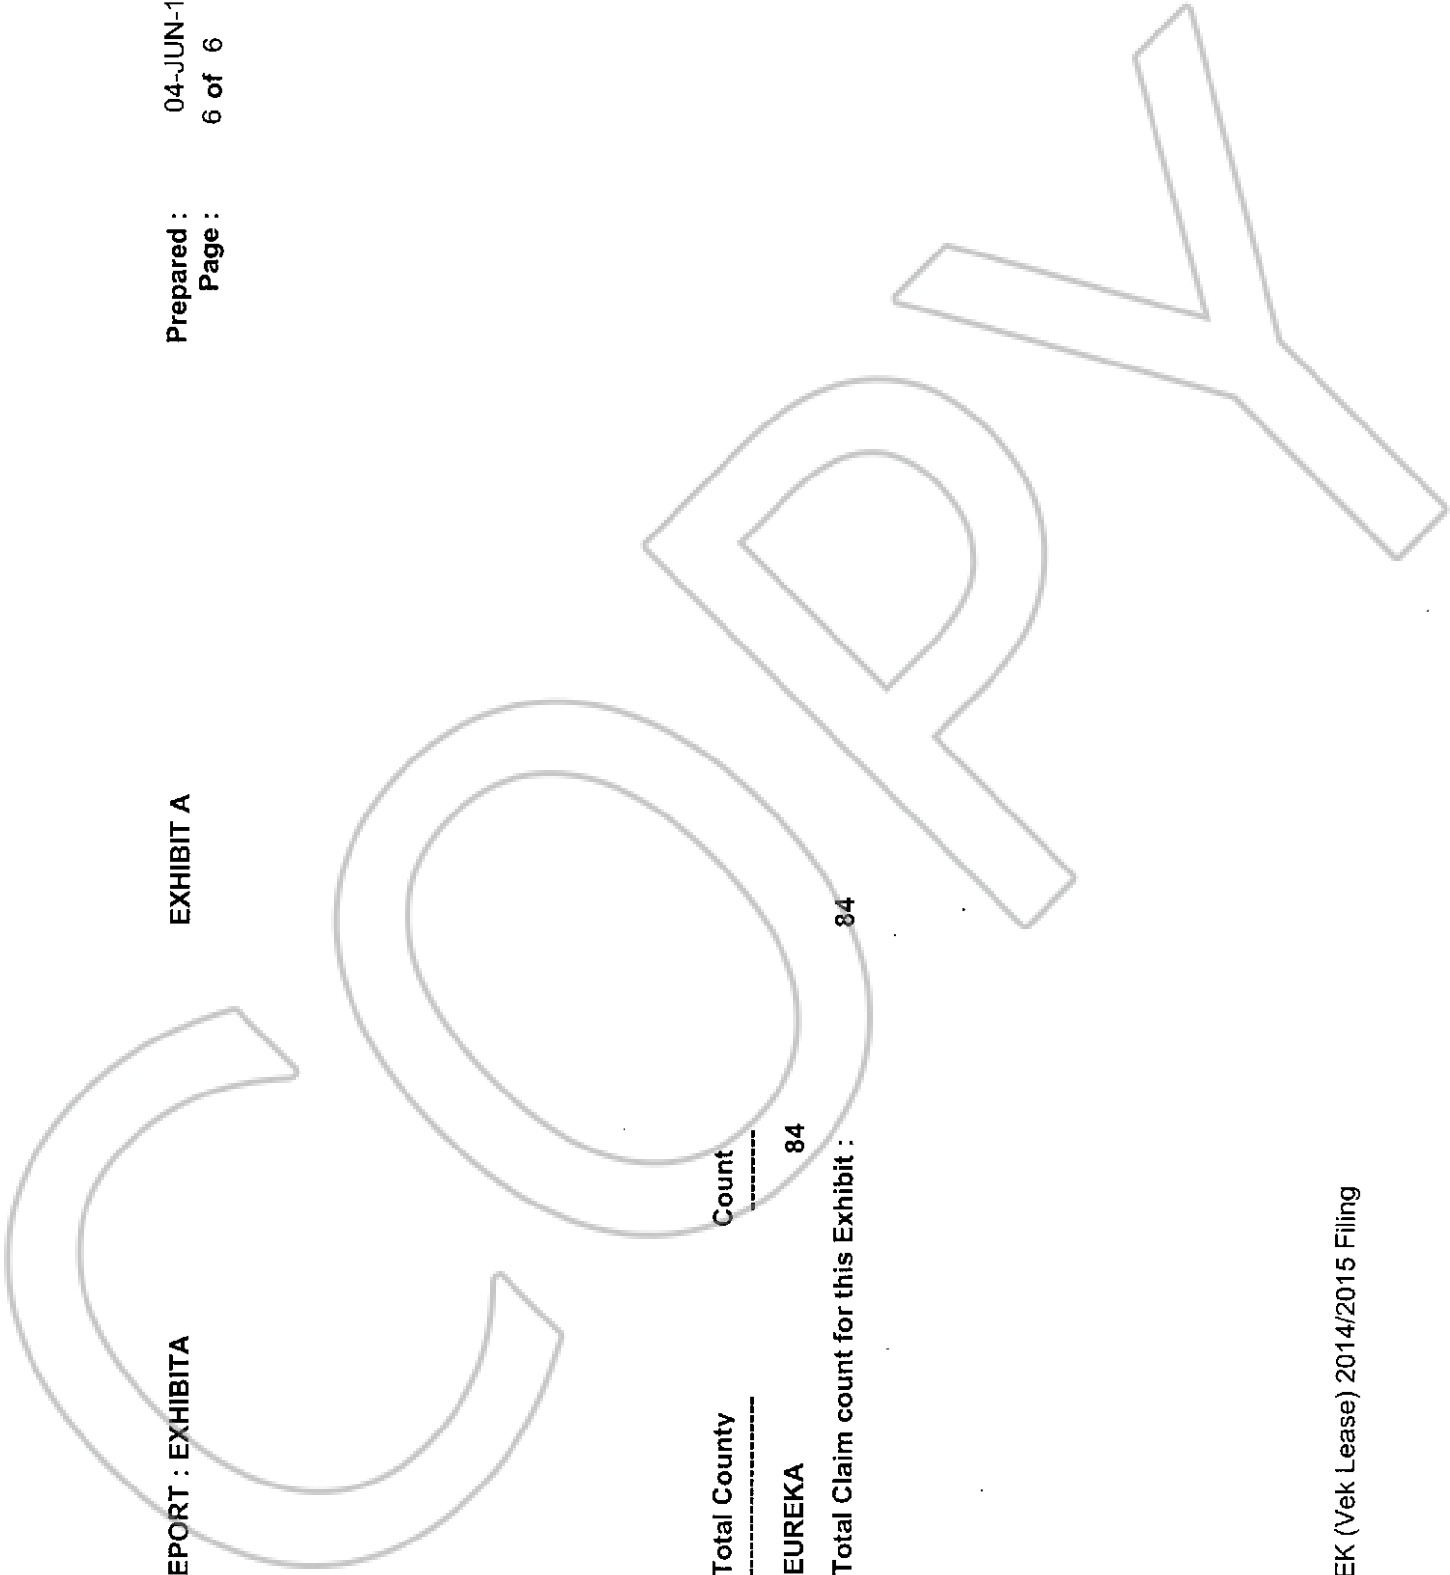 EPORT : EXHIBITA EXHIBIT A Prepared : 04-JUN-1
Page : 6 of 6
Total County Count
------------------------ -----------
EUREKA 84
Total Claim count for this Exhibit : 84
EK (Vek Lease) 2014/2015 Filing
COPY